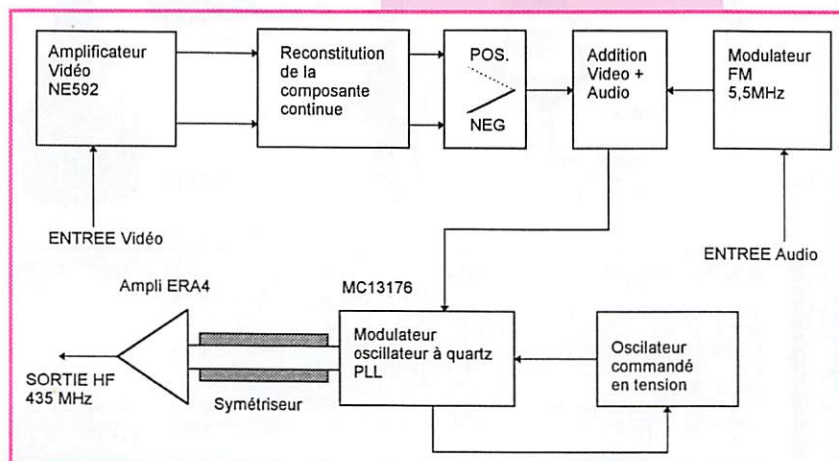 Amplificateur
Vidéo
NE592
Reconstitution
de la
composante
continue
POS.
NEG
Addition
Video +
Audio
Modulateur
FM
5,5MHz
ENTREE Vidéo
ENTREE Audio
Ampli ERA4
MC13176
Modulateur
oscillateur à quartz
PLL
Oscilateur
commandé
en tension
SORTIE HF
435 MHz
Symétriseur